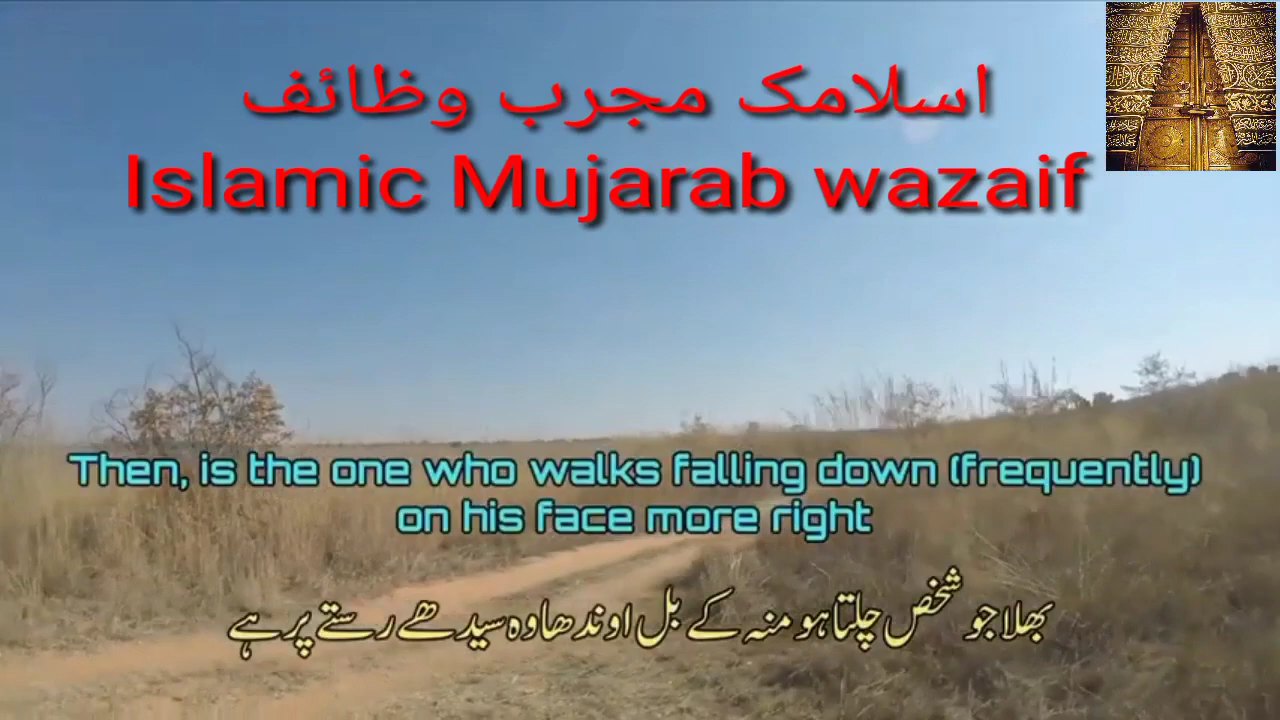 اسلامک مجرب وظائف
Islamic Mujarab wazaif
Then, is the one who walks falling down (frequently)
on his face more right
بھلا جو شخص چلتا ہو منہ کے بل اوندھا وہ سیدھے رستے پر ہے